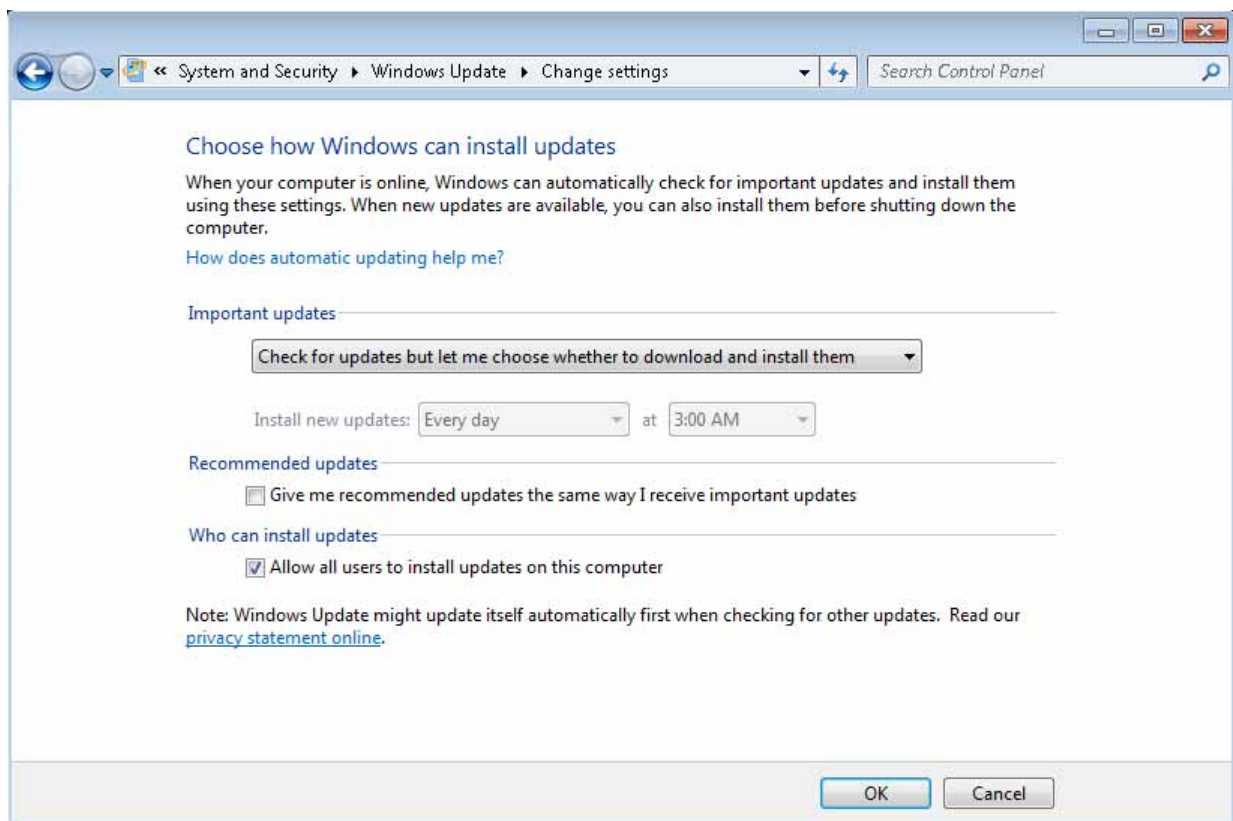 « System and Security ▸ Windows Update ▸ Change settings
Search Control Panel
Choose how Windows can install updates
When your computer is online, Windows can automatically check for important updates and install them
using these settings. When new updates are available, you can also install them before shutting down the
computer.
How does automatic updating help me?
Important updates
Check for updates but let me choose whether to download and install them
Install new updates: Every day at 3:00 AM
Recommended updates
Give me recommended updates the same way I receive important updates
Who can install updates
Allow all users to install updates on this computer
Note: Windows Update might update itself automatically first when checking for other updates. Read our
privacy statement online.
OK Cancel